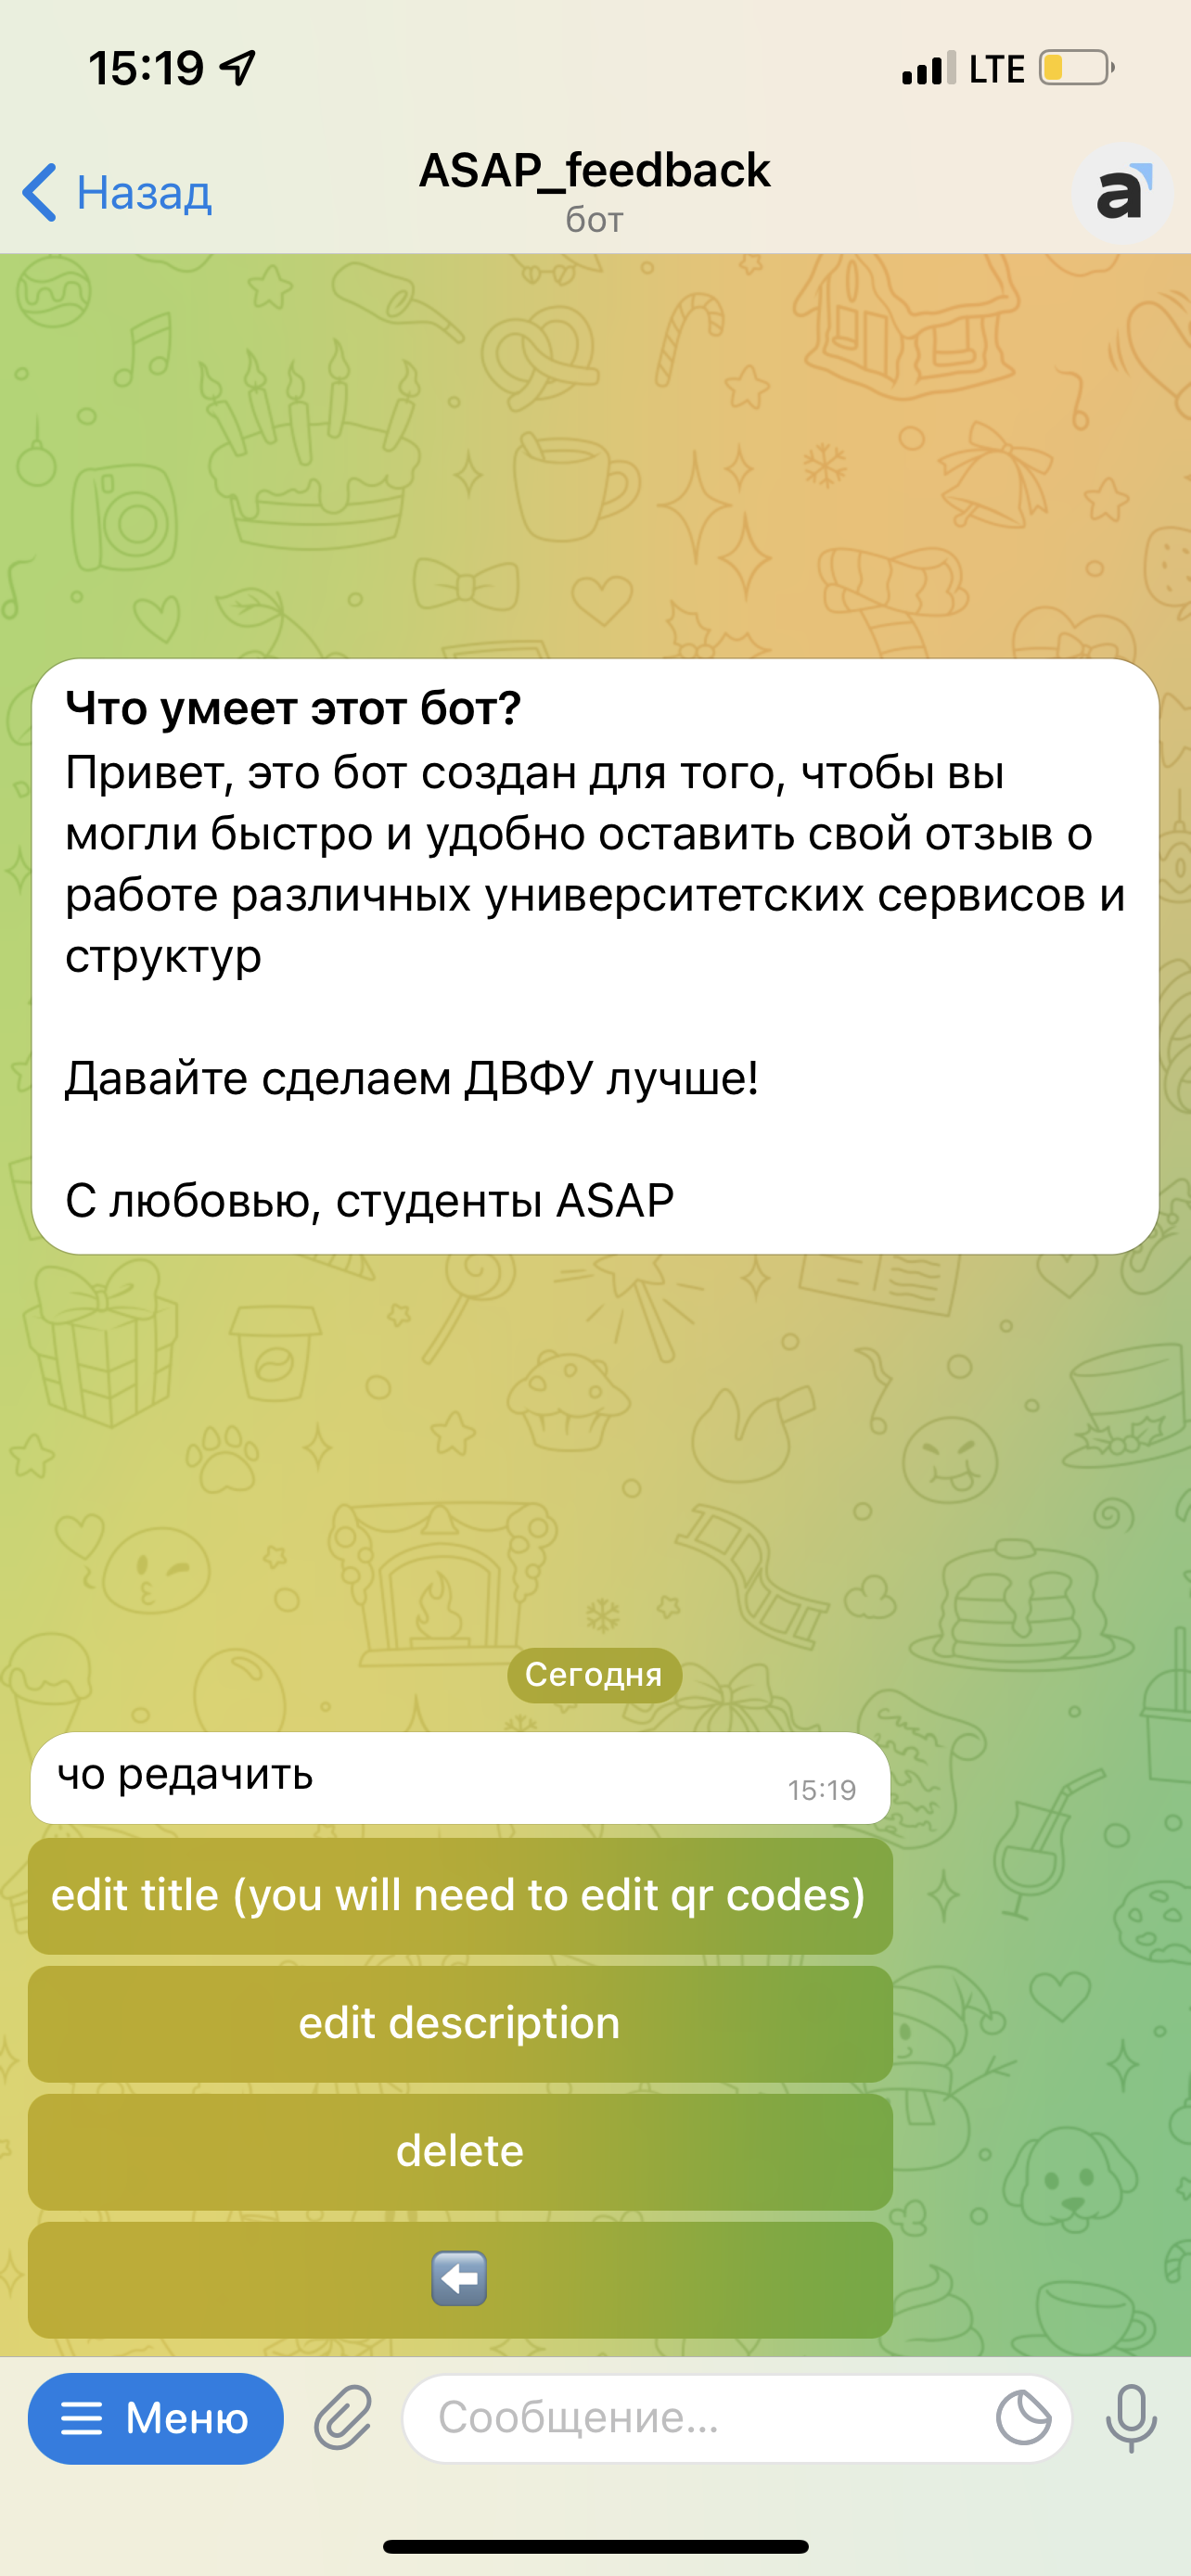 15:19
LTE
Назад
ASAP_feedback
бот
a
Что умеет этот бот?
Привет, это бот создан для того, чтобы вы
могли быстро и удобно оставить свой отзыв о
работе различных университетских сервисов и
структур
Давайте сделаем ДВФУ лучше!
С любовью, студенты ASAP
Сегодня
чо редачить
15:19
edit title (you will need to edit qr codes)
edit description
delete
Меню
Сообщение...